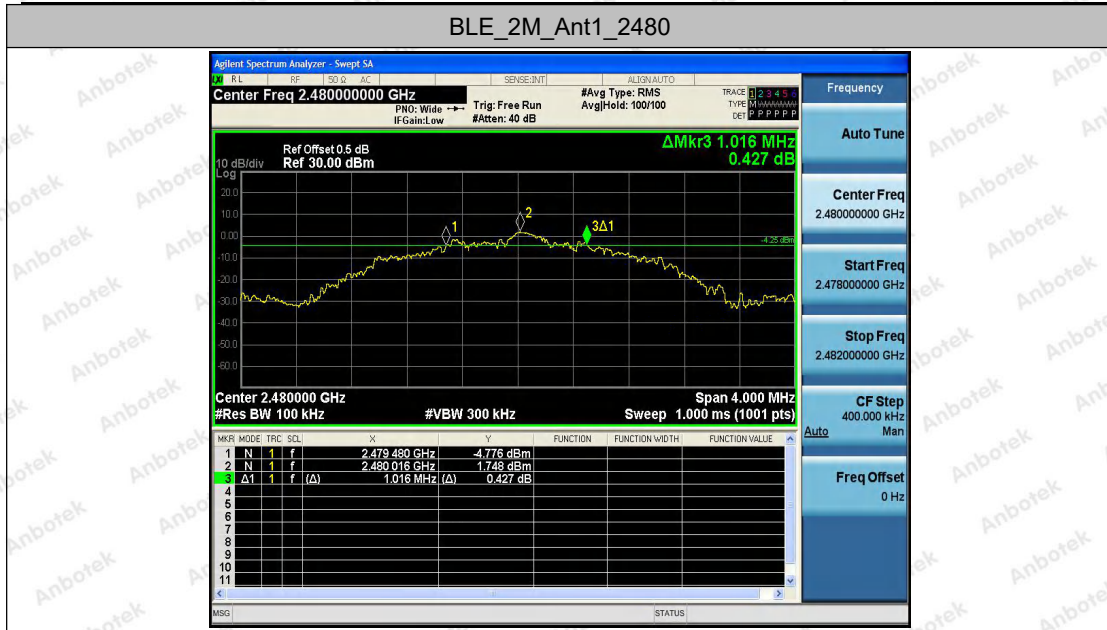 BLE_2M_Ant1_2480
Agilent Spectrum Analyzer - Swept SA
LXI RL RF 50 Ω AC SENSE:INT ALIGNAUTO
Center Freq 2.480000000 GHz
PNO: Wide
IFGain:Low
Trig: Free Run
#Atten: 40 dB
#Avg Type: RMS
Avg|Hold: 100/100
TRACE 1 2 3 4 5 6
TYPE M WWWWW
DET P P P P P P
ΔMkr3 1.016 MHz
0.427 dB
Ref Offset 0.5 dB
10 dB/div Ref 30.00 dBm
Log
20.0
10.0
0.00
-10.0
-20.0
-30.0
-40.0
-50.0
-60.0
1
2
3Δ1
-4.25 dBm
Center 2.480000 GHz Span 4.000 MHz
#Res BW 100 kHz #VBW 300 kHz Sweep 1.000 ms (1001 pts)
MKR MODE TRC SCL X Y FUNCTION FUNCTION WIDTH FUNCTION VALUE
1 N 1 f 2.479 480 GHz -4.776 dBm
2 N 1 f 2.480 016 GHz 1.748 dBm
3 Δ1 1 f (Δ) 1.016 MHz (Δ) 0.427 dB
4
5
6
7
8
9
10
11
MSG STATUS
Frequency
Auto Tune
Center Freq
2.480000000 GHz
Start Freq
2.478000000 GHz
Stop Freq
2.482000000 GHz
CF Step
400.000 kHz
Auto Man
Freq Offset
0 Hz
Anbotek